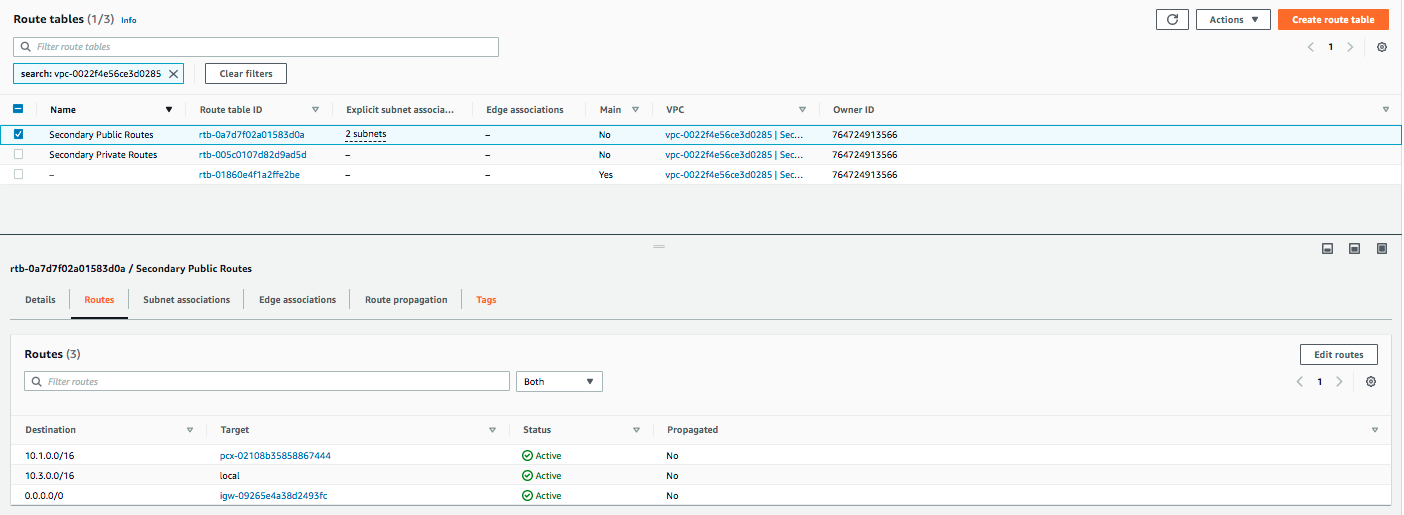 Route tables (1/3) Info
Actions ▼
Create route table
Filter route tables
1
search: vpc-0022f4e56ce3d0285
Clear filters
Name Route table ID Explicit subnet associa... Edge associations Main VPC Owner ID
Secondary Public Routes rtb-0a7d7f02a01583d0a 2 subnets – No vpc-0022f4e56ce3d0285 | Sec... 764724913566
Secondary Private Routes rtb-005c0107d82d9ad5d – – No vpc-0022f4e56ce3d0285 | Sec... 764724913566
– rtb-01860e4f1a2ffe2be – – Yes vpc-0022f4e56ce3d0285 | Sec... 764724913566
rtb-0a7d7f02a01583d0a / Secondary Public Routes
Details Routes Subnet associations Edge associations Route propagation Tags
Routes (3)
Edit routes
Filter routes Both
1
Destination Target Status Propagated
10.1.0.0/16 pcx-02108b35858867444 Active No
10.3.0.0/16 local Active No
0.0.0.0/0 igw-09265e4a38d2493fc Active No